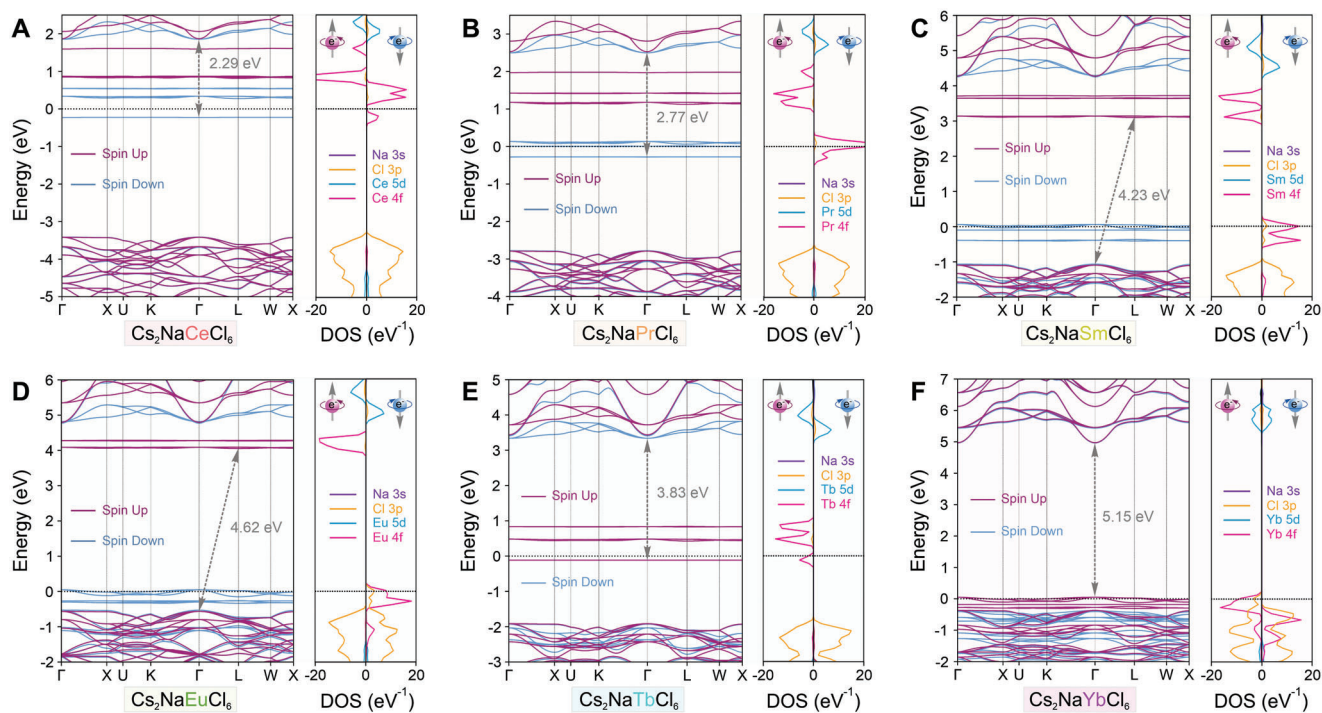 A
Energy (eV)
2
1
0
-1
-2
-3
-4
-5
2.29 eV
Spin Up
Spin Down
Γ X U K Γ L W X
e
e
Na 3s
Cl 3p
Ce 5d
Ce 4f
-20 0 20
DOS (eV⁻¹)
Cs₂NaCeCl₆
B
Energy (eV)
3
2
1
0
-1
-2
-3
-4
2.77 eV
Spin Up
Spin Down
Γ X U K Γ L W X
e
e
Na 3s
Cl 3p
Pr 5d
Pr 4f
-20 0 20
DOS (eV⁻¹)
Cs₂NaPrCl₆
C
Energy (eV)
6
5
4
3
2
1
0
-1
-2
Spin Up
Spin Down
4.23 eV
Γ X U K Γ L W X
e
e
Na 3s
Cl 3p
Sm 5d
Sm 4f
-20 0 20
DOS (eV⁻¹)
Cs₂NaSmCl₆
D
Energy (eV)
6
5
4
3
2
1
0
-1
-2
Spin Up
Spin Down
4.62 eV
Γ X U K Γ L W X
e
e
Na 3s
Cl 3p
Eu 5d
Eu 4f
-20 0 20
DOS (eV⁻¹)
Cs₂NaEuCl₆
E
Energy (eV)
5
4
3
2
1
0
-1
-2
3.83 eV
Spin Up
Spin Down
Γ X U K Γ L W X
e
e
Na 3s
Cl 3p
Tb 5d
Tb 4f
-20 0 20
DOS (eV⁻¹)
Cs₂NaTbCl₆
F
Energy (eV)
7
6
5
4
3
2
1
0
-1
-2
Spin Up
Spin Down
5.15 eV
Γ X U K Γ L W X
e
e
Na 3s
Cl 3p
Yb 5d
Yb 4f
-20 0 20
DOS (eV⁻¹)
Cs₂NaYbCl₆